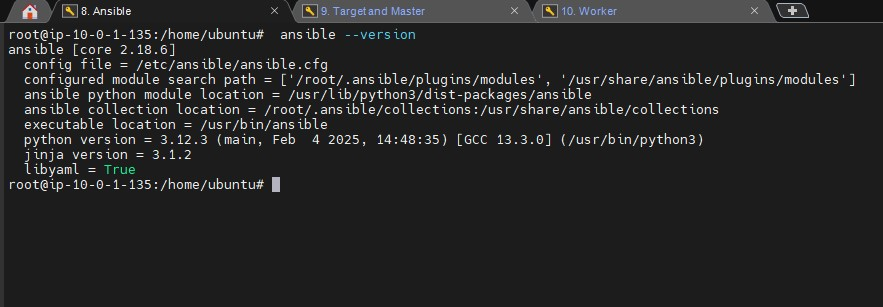 8. Ansible
9. Target and Master
10. Worker
root@ip-10-0-1-135:/home/ubuntu#  ansible --version
ansible [core 2.18.6]
  config file = /etc/ansible/ansible.cfg
  configured module search path = ['/root/.ansible/plugins/modules', '/usr/share/ansible/plugins/modules']
  ansible python module location = /usr/lib/python3/dist-packages/ansible
  ansible collection location = /root/.ansible/collections:/usr/share/ansible/collections
  executable location = /usr/bin/ansible
  python version = 3.12.3 (main, Feb  4 2025, 14:48:35) [GCC 13.3.0] (/usr/bin/python3)
  jinja version = 3.1.2
  libyaml = True
root@ip-10-0-1-135:/home/ubuntu#